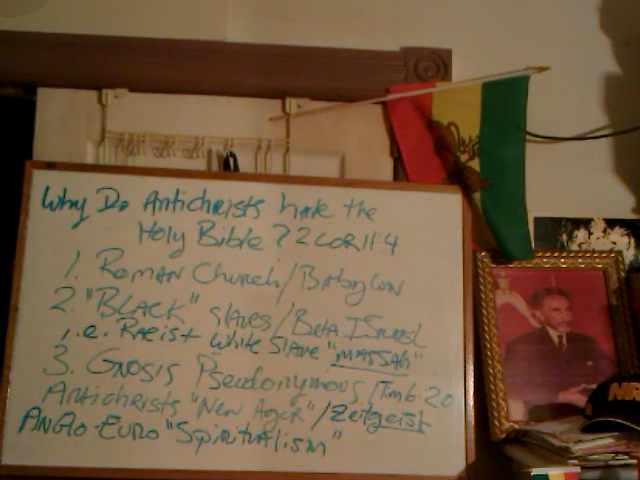 Why Do Antichrists hate the
Holy Bible? 2 COR 11:4
1. ROMAN Church/BABYLON
2. "BLACK" slaves/Beta ISRAEL
i.e. Racist White Slave "MASSAH"
3. GNOSIS Pseudonymous/1Tim 6:20
Antichrists "New Ager"/Zeitgeist
ANGlo-EURO "Spiritualism"